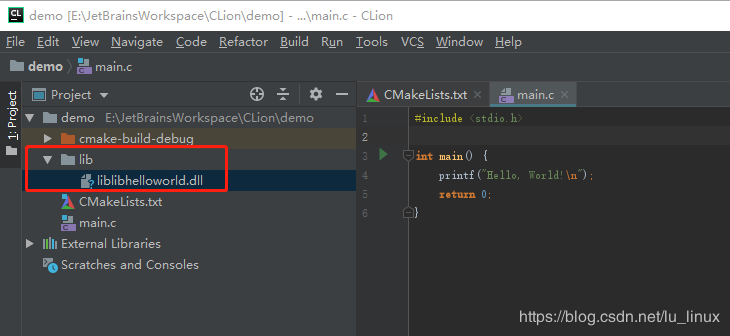 CL demo [E:\JetBrainsWorkspace\CLion\demo] - ...\main.c - CLion
File Edit View Navigate Code Refactor Build Run Tools VCS Window Help
demo main.c
1: Project
Project
demo E:\JetBrainsWorkspace\CLion\demo
cmake-build-debug
lib
liblibhelloworld.dll
CMakeLists.txt
main.c
External Libraries
Scratches and Consoles
CMakeLists.txt main.c
1 #include <stdio.h>
2
3 int main() {
4 printf("Hello, World!\n");
5 return 0;
6 }
https://blog.csdn.net/lu_linux